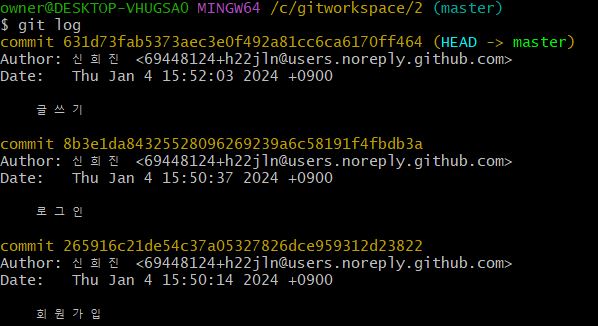 owner@DESKTOP-VHUGSAO MINGW64 /c/gitworkspace/2 (master)
$ git log
commit 631d73fab5373aec3e0f492a81cc6ca6170ff464 (HEAD -> master)
Author: 신희진 <69448124+h22jln@users.noreply.github.com>
Date:   Thu Jan 4 15:52:03 2024 +0900
글쓰기
commit 8b3e1da84325528096269239a6c58191f4fbdb3a
Author: 신희진 <69448124+h22jln@users.noreply.github.com>
Date:   Thu Jan 4 15:50:37 2024 +0900
로그인
commit 265916c21de54c37a05327826dce959312d23822
Author: 신희진 <69448124+h22jln@users.noreply.github.com>
Date:   Thu Jan 4 15:50:14 2024 +0900
회원가입